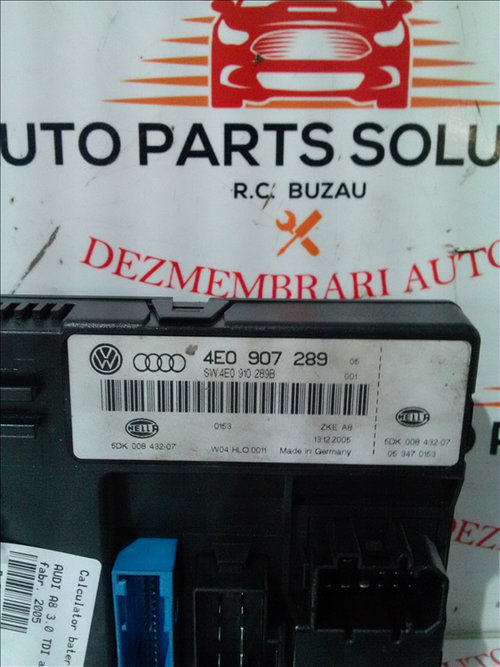 UTO PARTS SOLU
R.C. BUZAU
DEZMEMBRARI AUTO
4E0 907 289 06
SW.4E0 910 289B 001
HELLA
5DK 008 432-07
0153
ZKE A8
13.12.2005
W04 HLO 0011 Made in Germany
HELLA
5DK 008 432-07
05 347 0153
Calculator bater
AUDI A8 3.0 TDI a
fabr. 2005